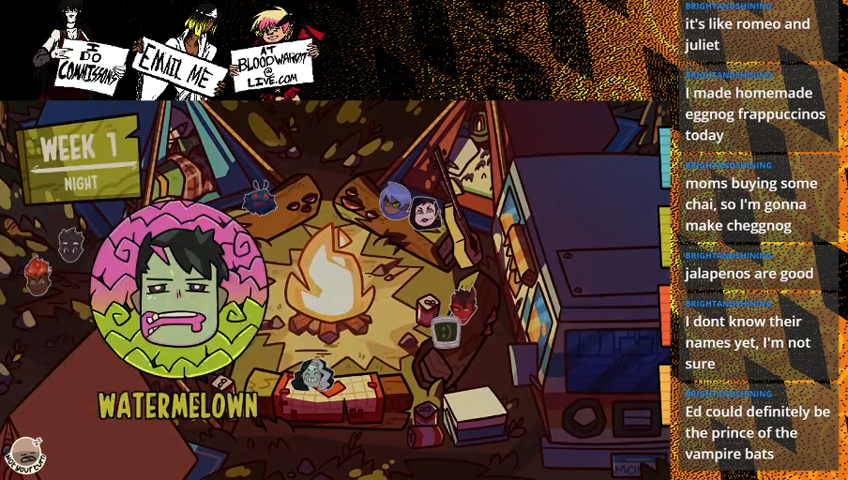 I DO COMMISSONS
EMAIL ME
AT BLOODWARDM @ LIVE.COM
WEEK 1
NIGHT
WATERMELOWN
BRIGHTANDSHINING
it's like romeo and
juliet
BRIGHTANDSHINING
I made homemade
eggnog frappuccinos
today
BRIGHTANDSHINING
moms buying some
chai, so I'm gonna
make cheggnog
BRIGHTANDSHINING
jalapenos are good
BRIGHTANDSHINING
I dont know their
names yet, I'm not
sure
BRIGHTANDSHINING
Ed could definitely be
the prince of the
vampire bats